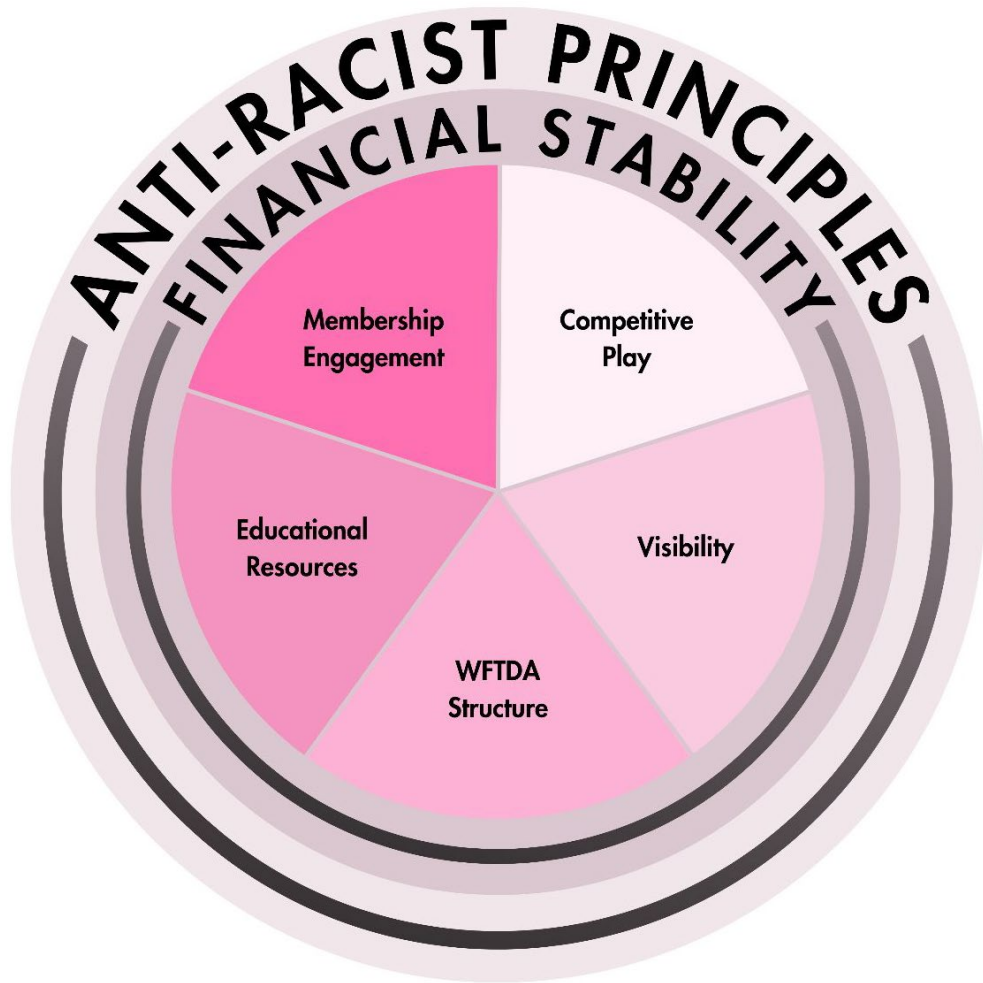 ANTI-RACIST PRINCIPLES
FINANCIAL STABILITY
Membership
Engagement
Competitive
Play
Educational
Resources
Visibility
WFTDA
Structure